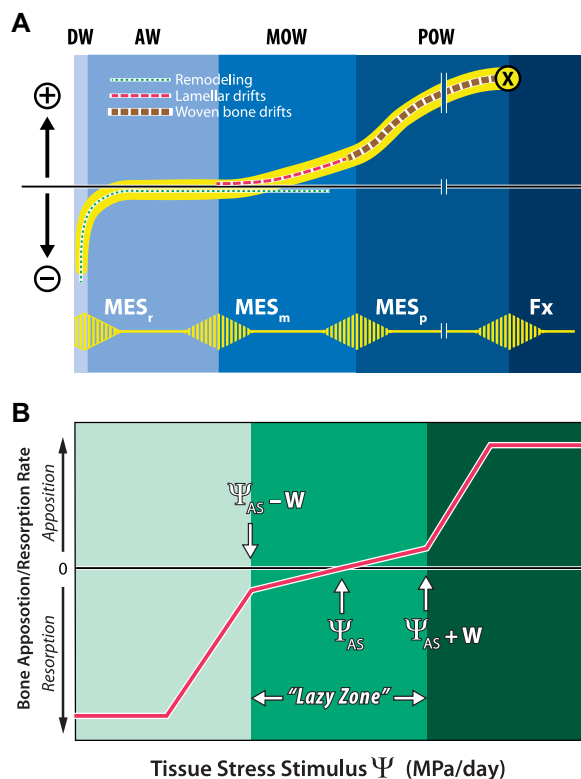 A
DW AW MOW POW
Remodeling
Lamellar drifts
Woven bone drifts
X
+
−
MESr MESm MESp Fx
B
Bone Apposotion/Resorption Rate
Apposition
0
Resorption
ΨAS – W
ΨAS
ΨAS + W
"Lazy Zone"
Tissue Stress Stimulus Ψ (MPa/day)